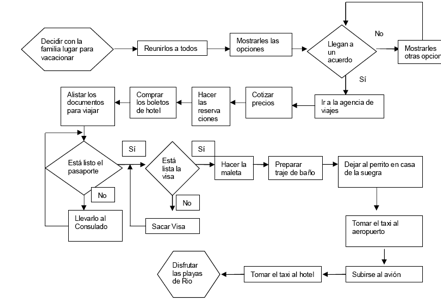 Decidir con la
familia lugar para
vacacionar
Reunirlos a todos
Mostrarles las
opciones
Llegan a
un
acuerdo
No
Mostrarles
otras opcion
Sí
Ir a la agencia de
viajes
Cotizar
precios
Hacer
las reserva
ciones
Comprar
los boletos
de hotel
Alistar los
documentos
para viajar
Está listo el
pasaporte
Sí
No
Llevarlo al
Consulado
Está
lista la
visa
Sí
No
Sacar Visa
Hacer la
maleta
Preparar
traje de baño
Dejar al perrito en casa
de la suegra
Tomar el taxi al
aeropuerto
Subirse al avión
Tomar el taxi al hotel
Disfrutar
las playas
de Rio